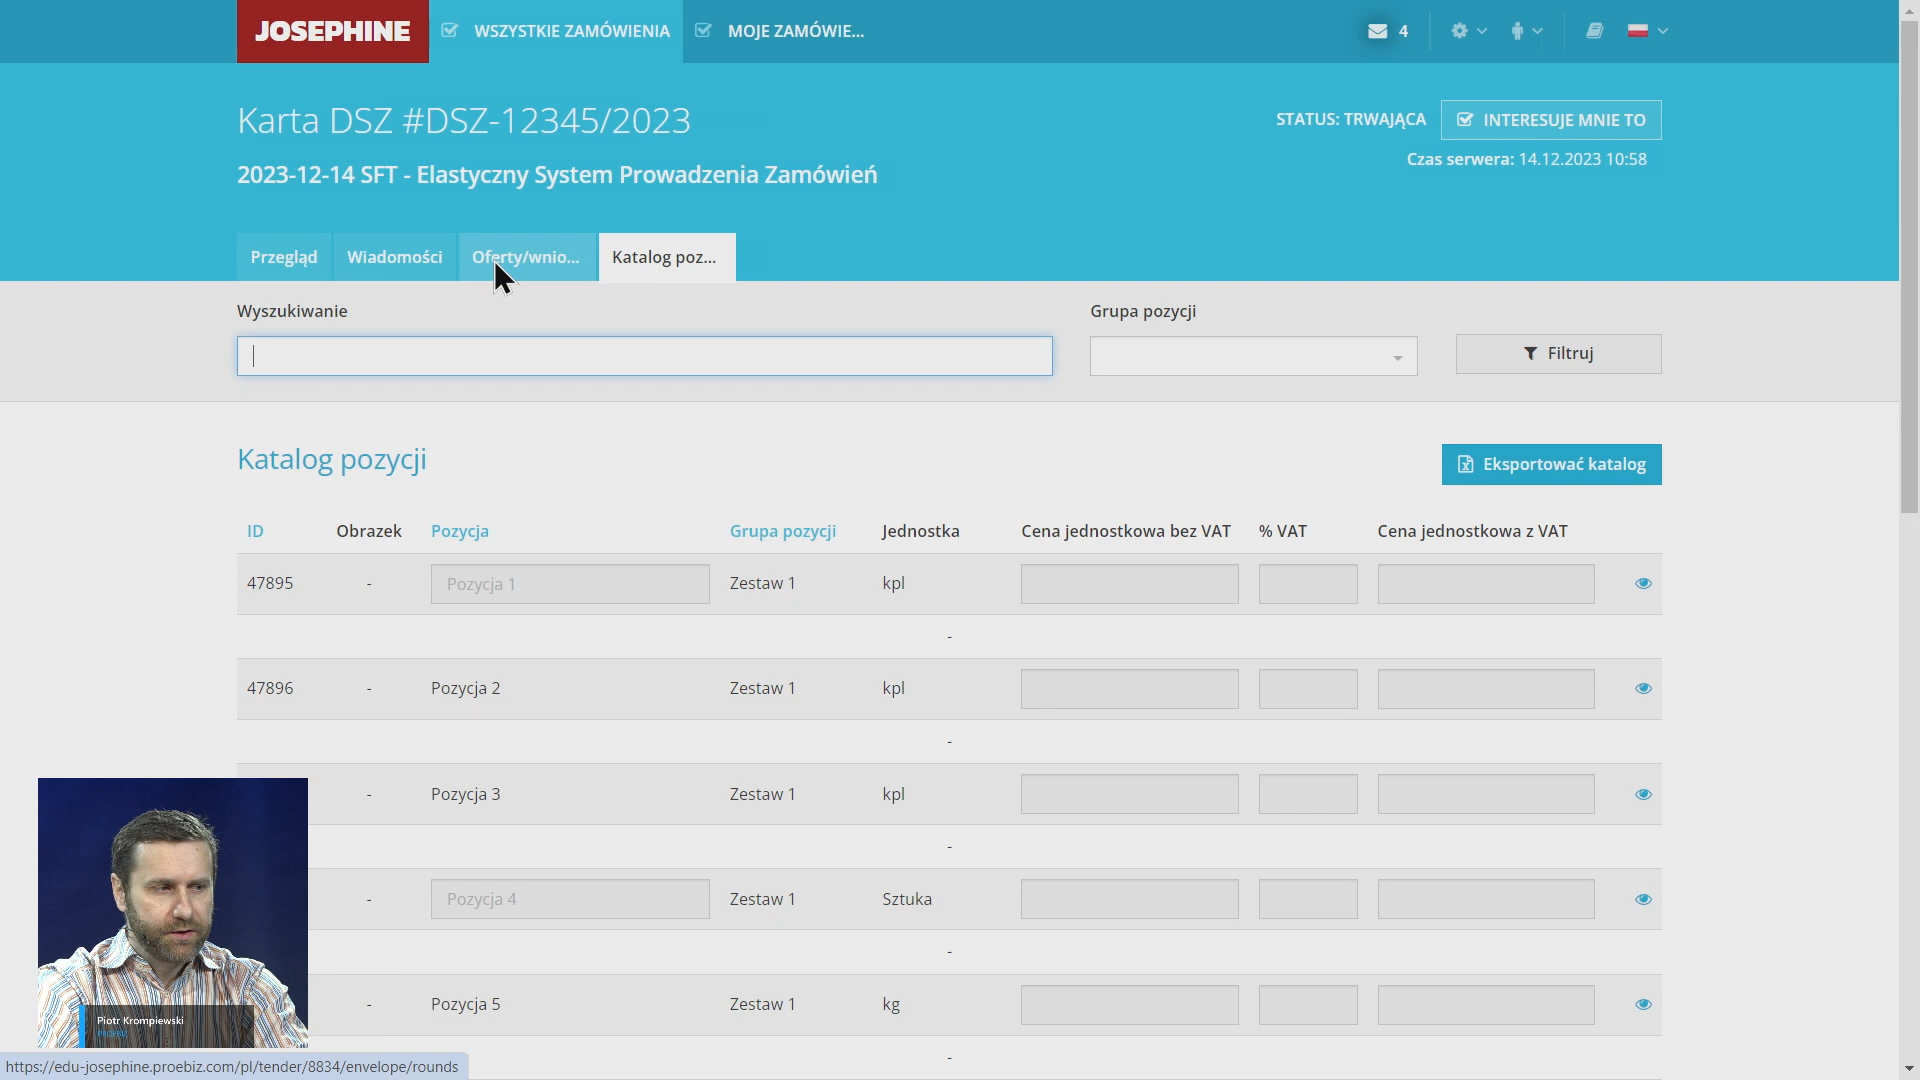 JOSEPHINE
WSZYSTKIE ZAMÓWIENIA
MOJE ZAMÓWIE...
4
Karta DSZ #DSZ-12345/2023
STATUS: TRWAJĄCA
INTERESUJE MNIE TO
Czas serwera: 14.12.2023 10:58
2023-12-14 SFT - Elastyczny System Prowadzenia Zamówień
Przegląd
Wiadomości
Oferty/wnio...
Katalog poz...
Wyszukiwanie
Grupa pozycji
Filtruj
Katalog pozycji
Eksportować katalog
ID Obrazek Pozycja Grupa pozycji Jednostka Cena jednostkowa bez VAT % VAT Cena jednostkowa z VAT
47895 - Pozycja 1 Zestaw 1 kpl
-
47896 - Pozycja 2 Zestaw 1 kpl
-
- Pozycja 3 Zestaw 1 kpl
-
- Pozycja 4 Zestaw 1 Sztuka
-
- Pozycja 5 Zestaw 1 kg
-
Piotr Krompiewski
PROEBIZ
https://edu-josephine.proebiz.com/pl/tender/8834/envelope/rounds